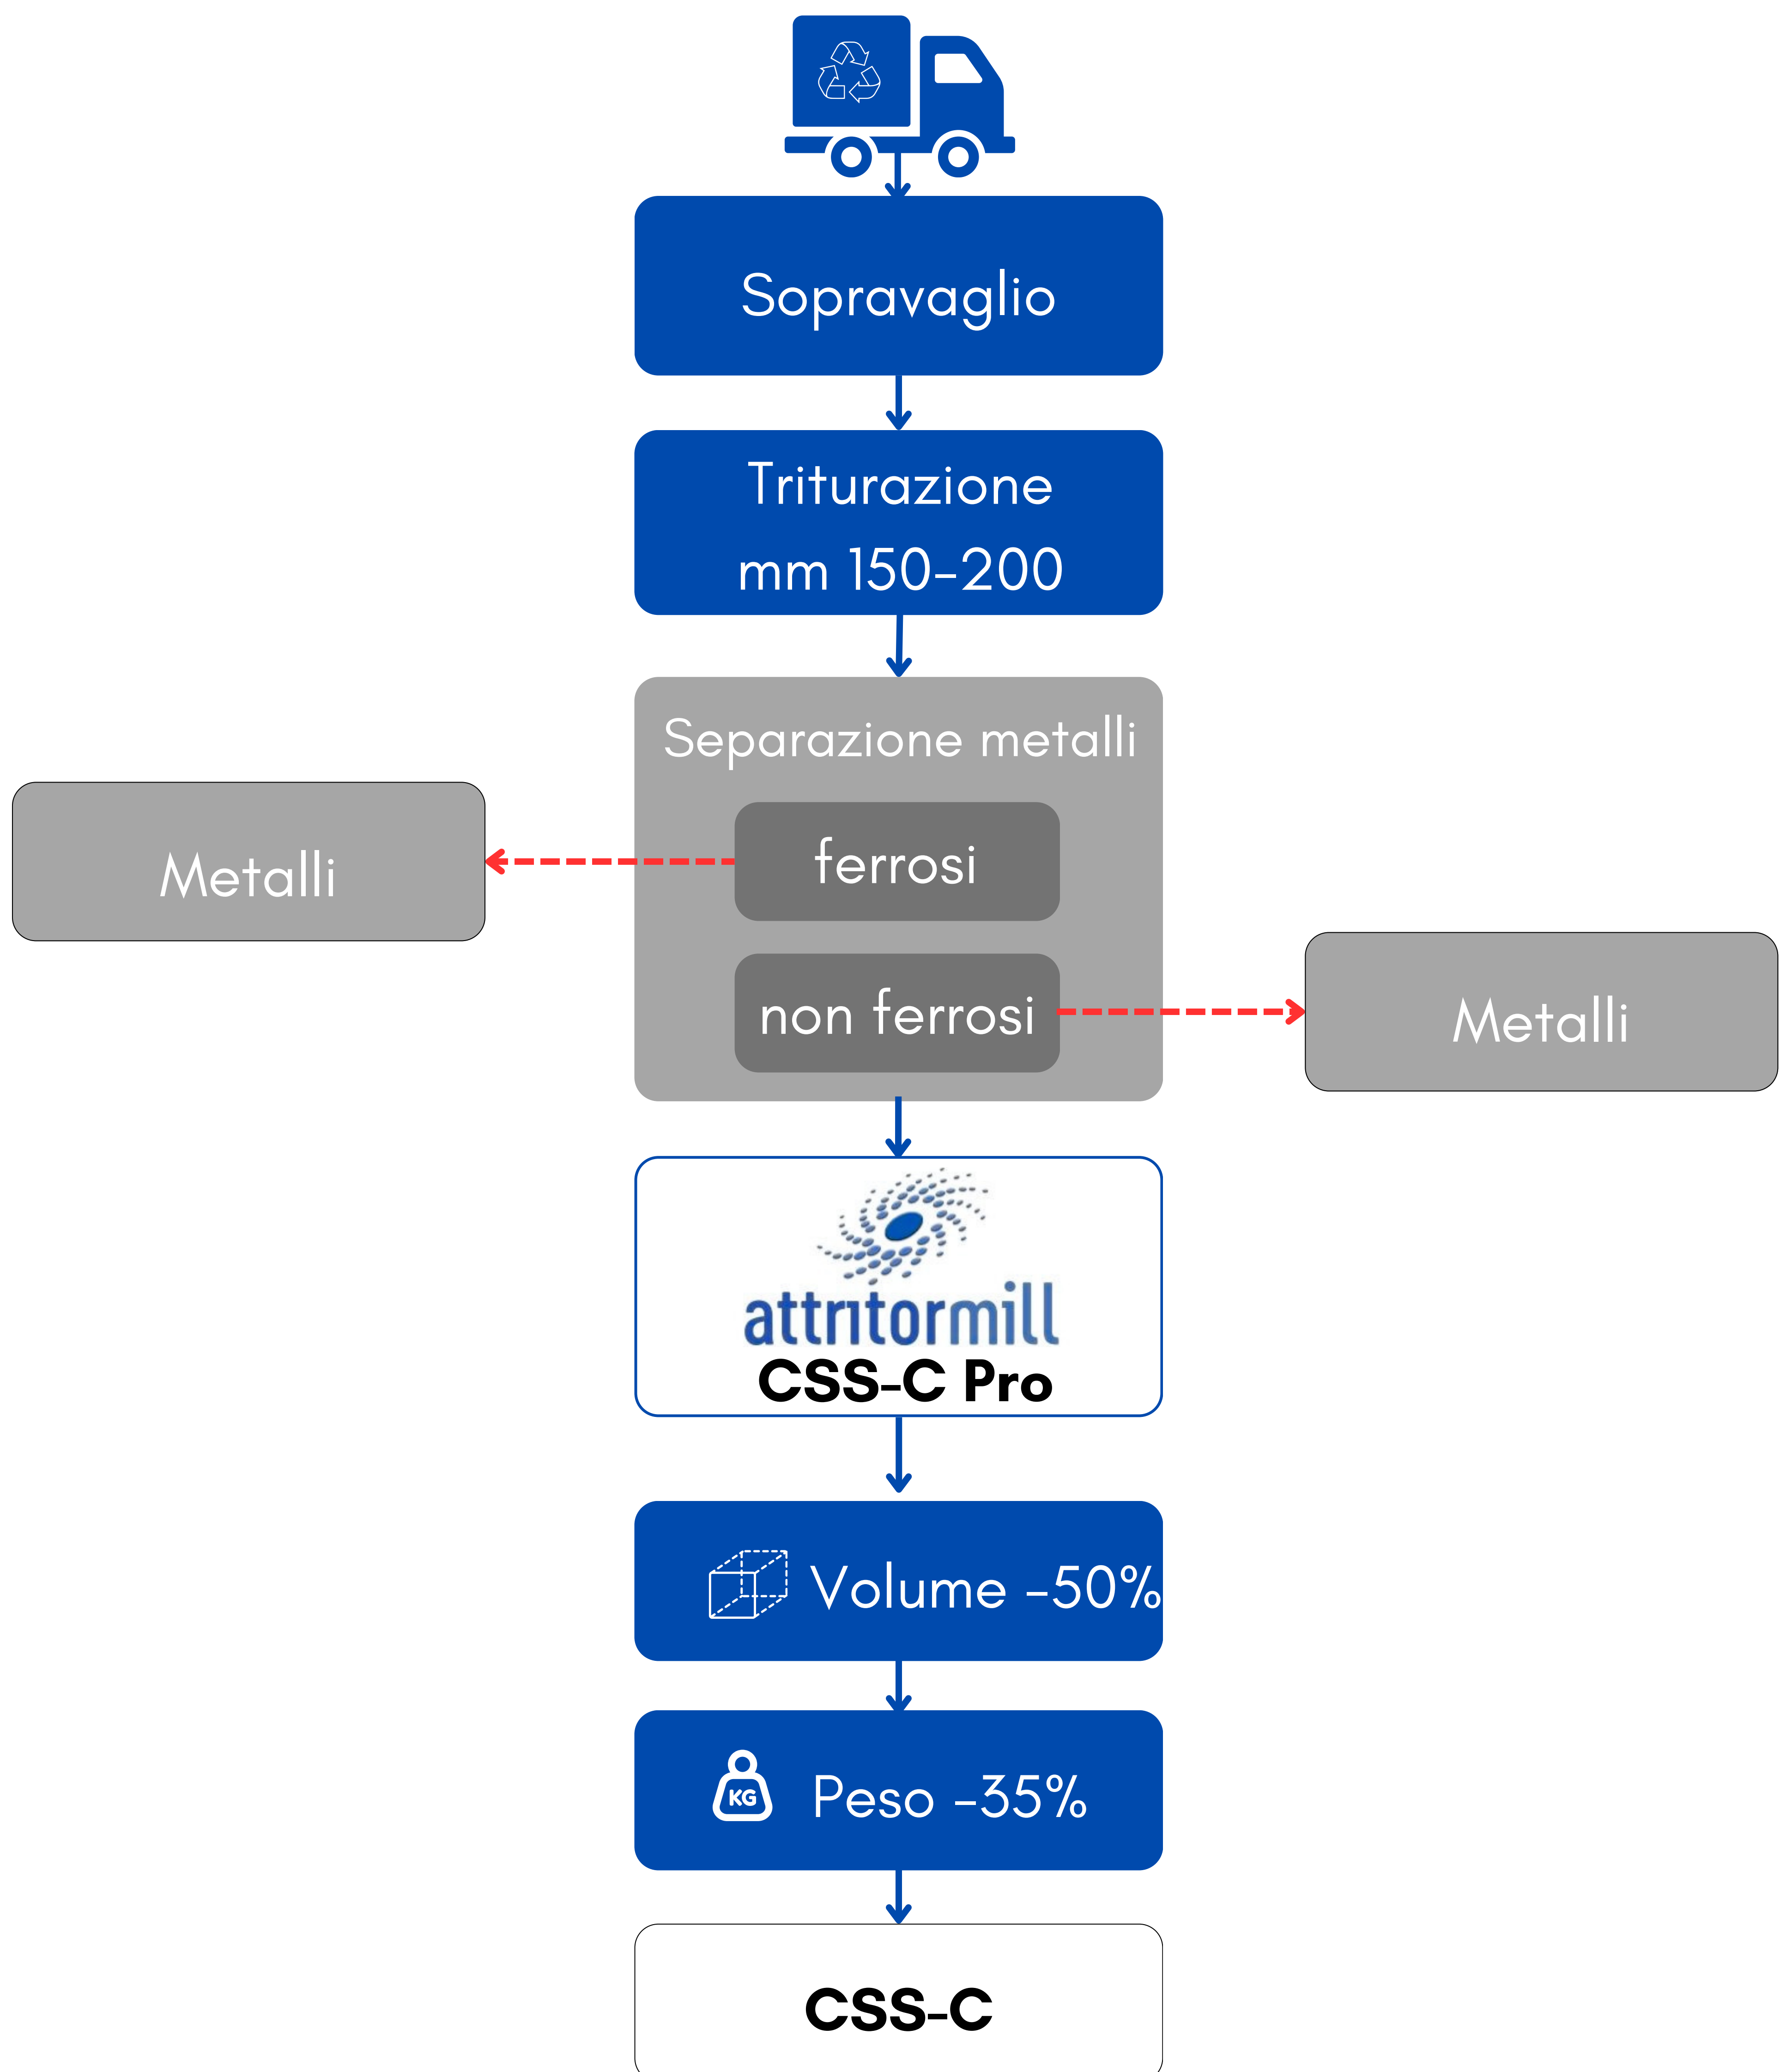 Sopravaglio
Triturazione
mm 150-200
Separazione metalli
ferrosi
Metalli
non ferrosi
Metalli
attritormill
CSS-C Pro
Volume -50%
KG
Peso -35%
CSS-C